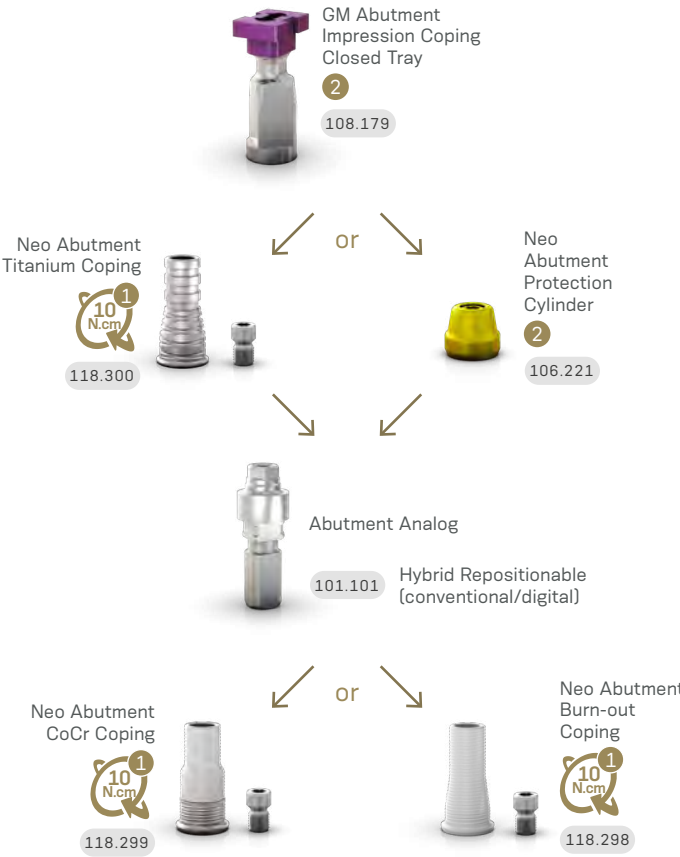 GM Abutment
Impression Coping
Closed Tray
2
108.179
or
Neo Abutment
Titanium Coping
1
10
N.cm
118.300
Neo
Abutment
Protection
Cylinder
2
106.221
Abutment Analog
101.101
Hybrid Repositionable
(conventional/digital)
or
Neo Abutment
CoCr Coping
1
10
N.cm
118.299
Neo Abutment
Burn-out
Coping
1
10
N.cm
118.298